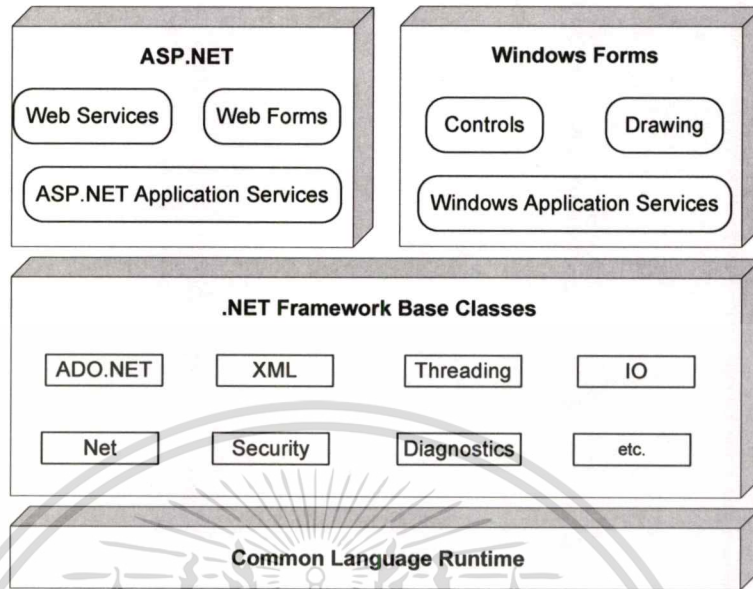 ASP.NET
Web Services
Web Forms
ASP.NET Application Services
Windows Forms
Controls
Drawing
Windows Application Services
.NET Framework Base Classes
ADO.NET
XML
Threading
IO
Net
Security
Diagnostics
etc.
Common Language Runtime